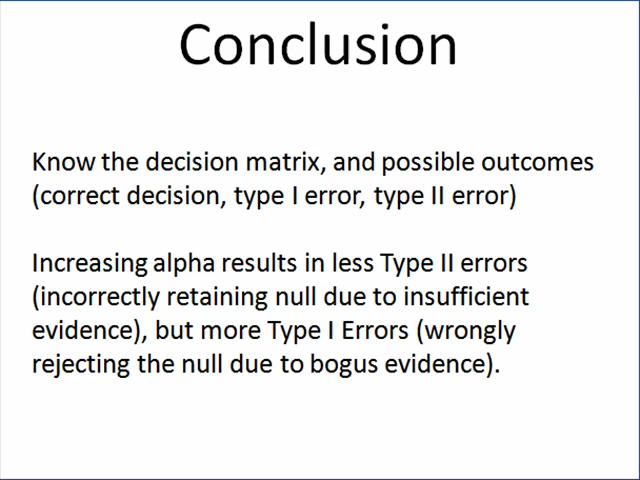 Conclusion
Know the decision matrix, and possible outcomes
(correct decision, type I error, type II error)
Increasing alpha results in less Type II errors
(incorrectly retaining null due to insufficient
evidence), but more Type I Errors (wrongly
rejecting the null due to bogus evidence).